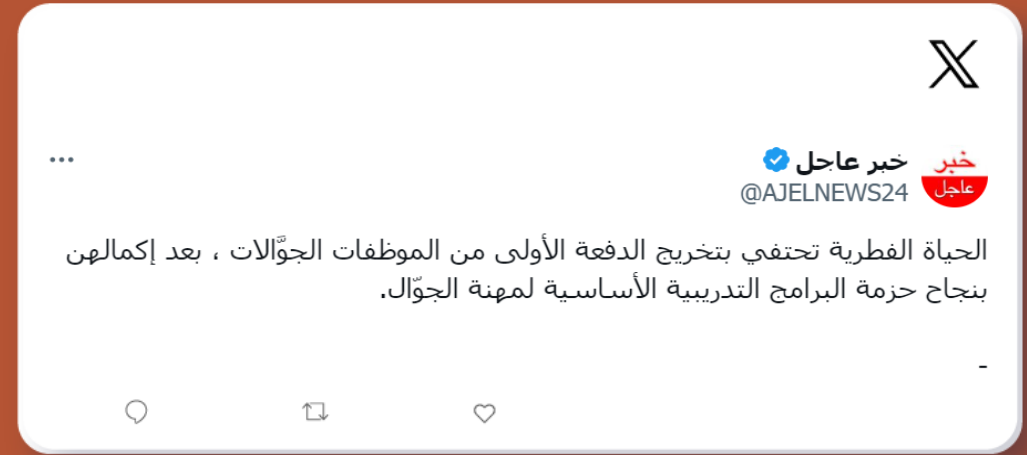 خبر عاجل
@AJELNEWS24
خبر
عاجل
الحياة الفطرية تحتفي بتخريج الدفعة الأولى من الموظفات الجوَّالات ، بعد إكمالهن
بنجاح حزمة البرامج التدريبية الأساسية لمهنة الجوّال.
-